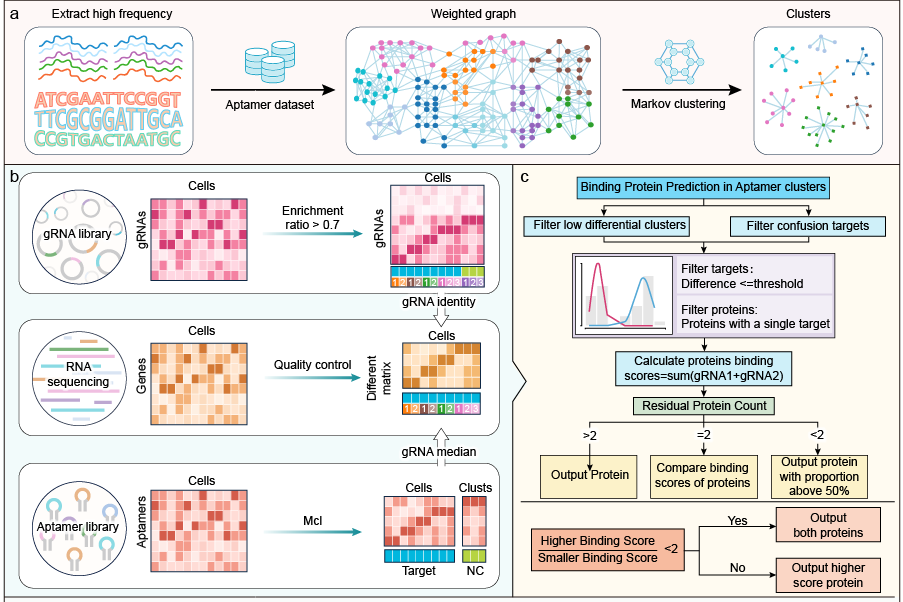 a
Extract high frequency
Weighted graph
Clusters
ATCGAATTCCGGT
TTCGCGGATTGCA
CCGTGACTAATGC
Aptamer dataset
Markov clustering
b
Cells
gRNA library
gRNAs
Enrichment
ratio > 0.7
Cells
gRNAs
1 2 1 2 1 2 1 2 3 1 2 3
gRNA identity
Cells
RNA
sequencing
Genes
Quality control
Cells
Different
matrix
1 2 1 2 1 2 1 2 3
gRNA median
Cells
Aptamer library
Aptamers
Mcl
Cells
Clusts
Target
NC
c
Binding Protein Prediction in Aptamer clusters
Filter low differential clusters
Filter confusion targets
Filter targets:
Difference <=threshold
Filter proteins:
Proteins with a single target
Calculate proteins binding
scores=sum(gRNA1+gRNA2)
Residual Protein Count
>2
=2
<2
Output Protein
Compare binding
scores of proteins
Output protein
with proportion
above 50%
Higher Binding Score
Smaller Binding Score
<2
Yes
No
Output
both proteins
Output higher
score protein